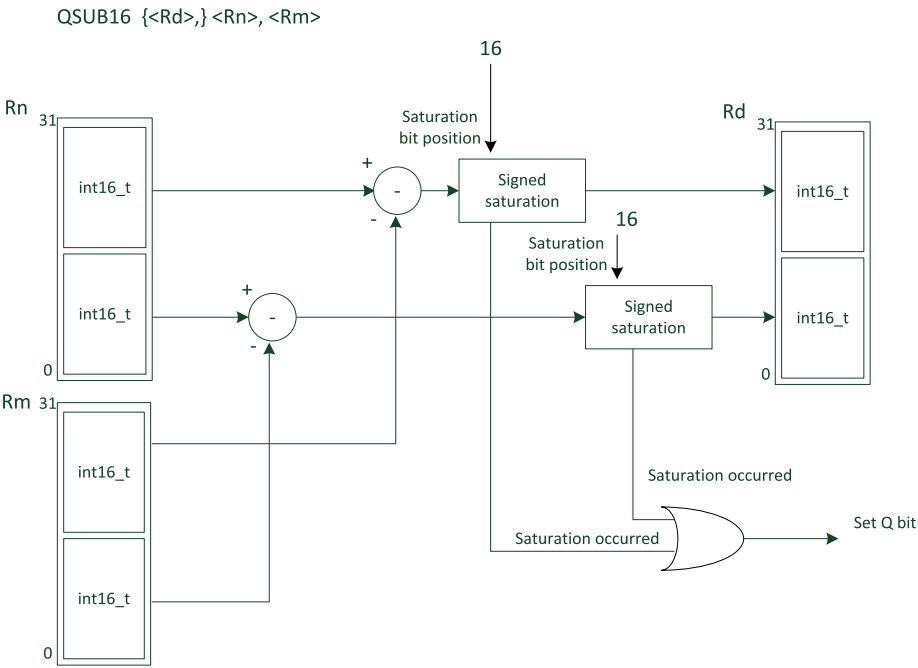 QSUB16 {<Rd>,} <Rn>, <Rm>
16
Rn
31
Saturation
bit position
Rd
31
+
int16_t
-
-
Signed
saturation
int16_t
16
Saturation
bit position
+
int16_t
-
-
Signed
saturation
int16_t
0
0
Rm
31
int16_t
Saturation occurred
Set Q bit
Saturation occurred
int16_t
0